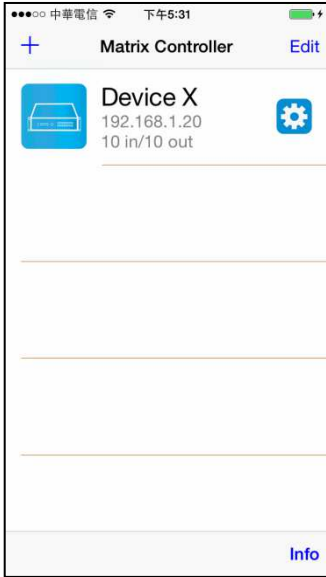 中華電信 下午5:31
+ Matrix Controller Edit
Device X
192.168.1.20
10 in/10 out
Info